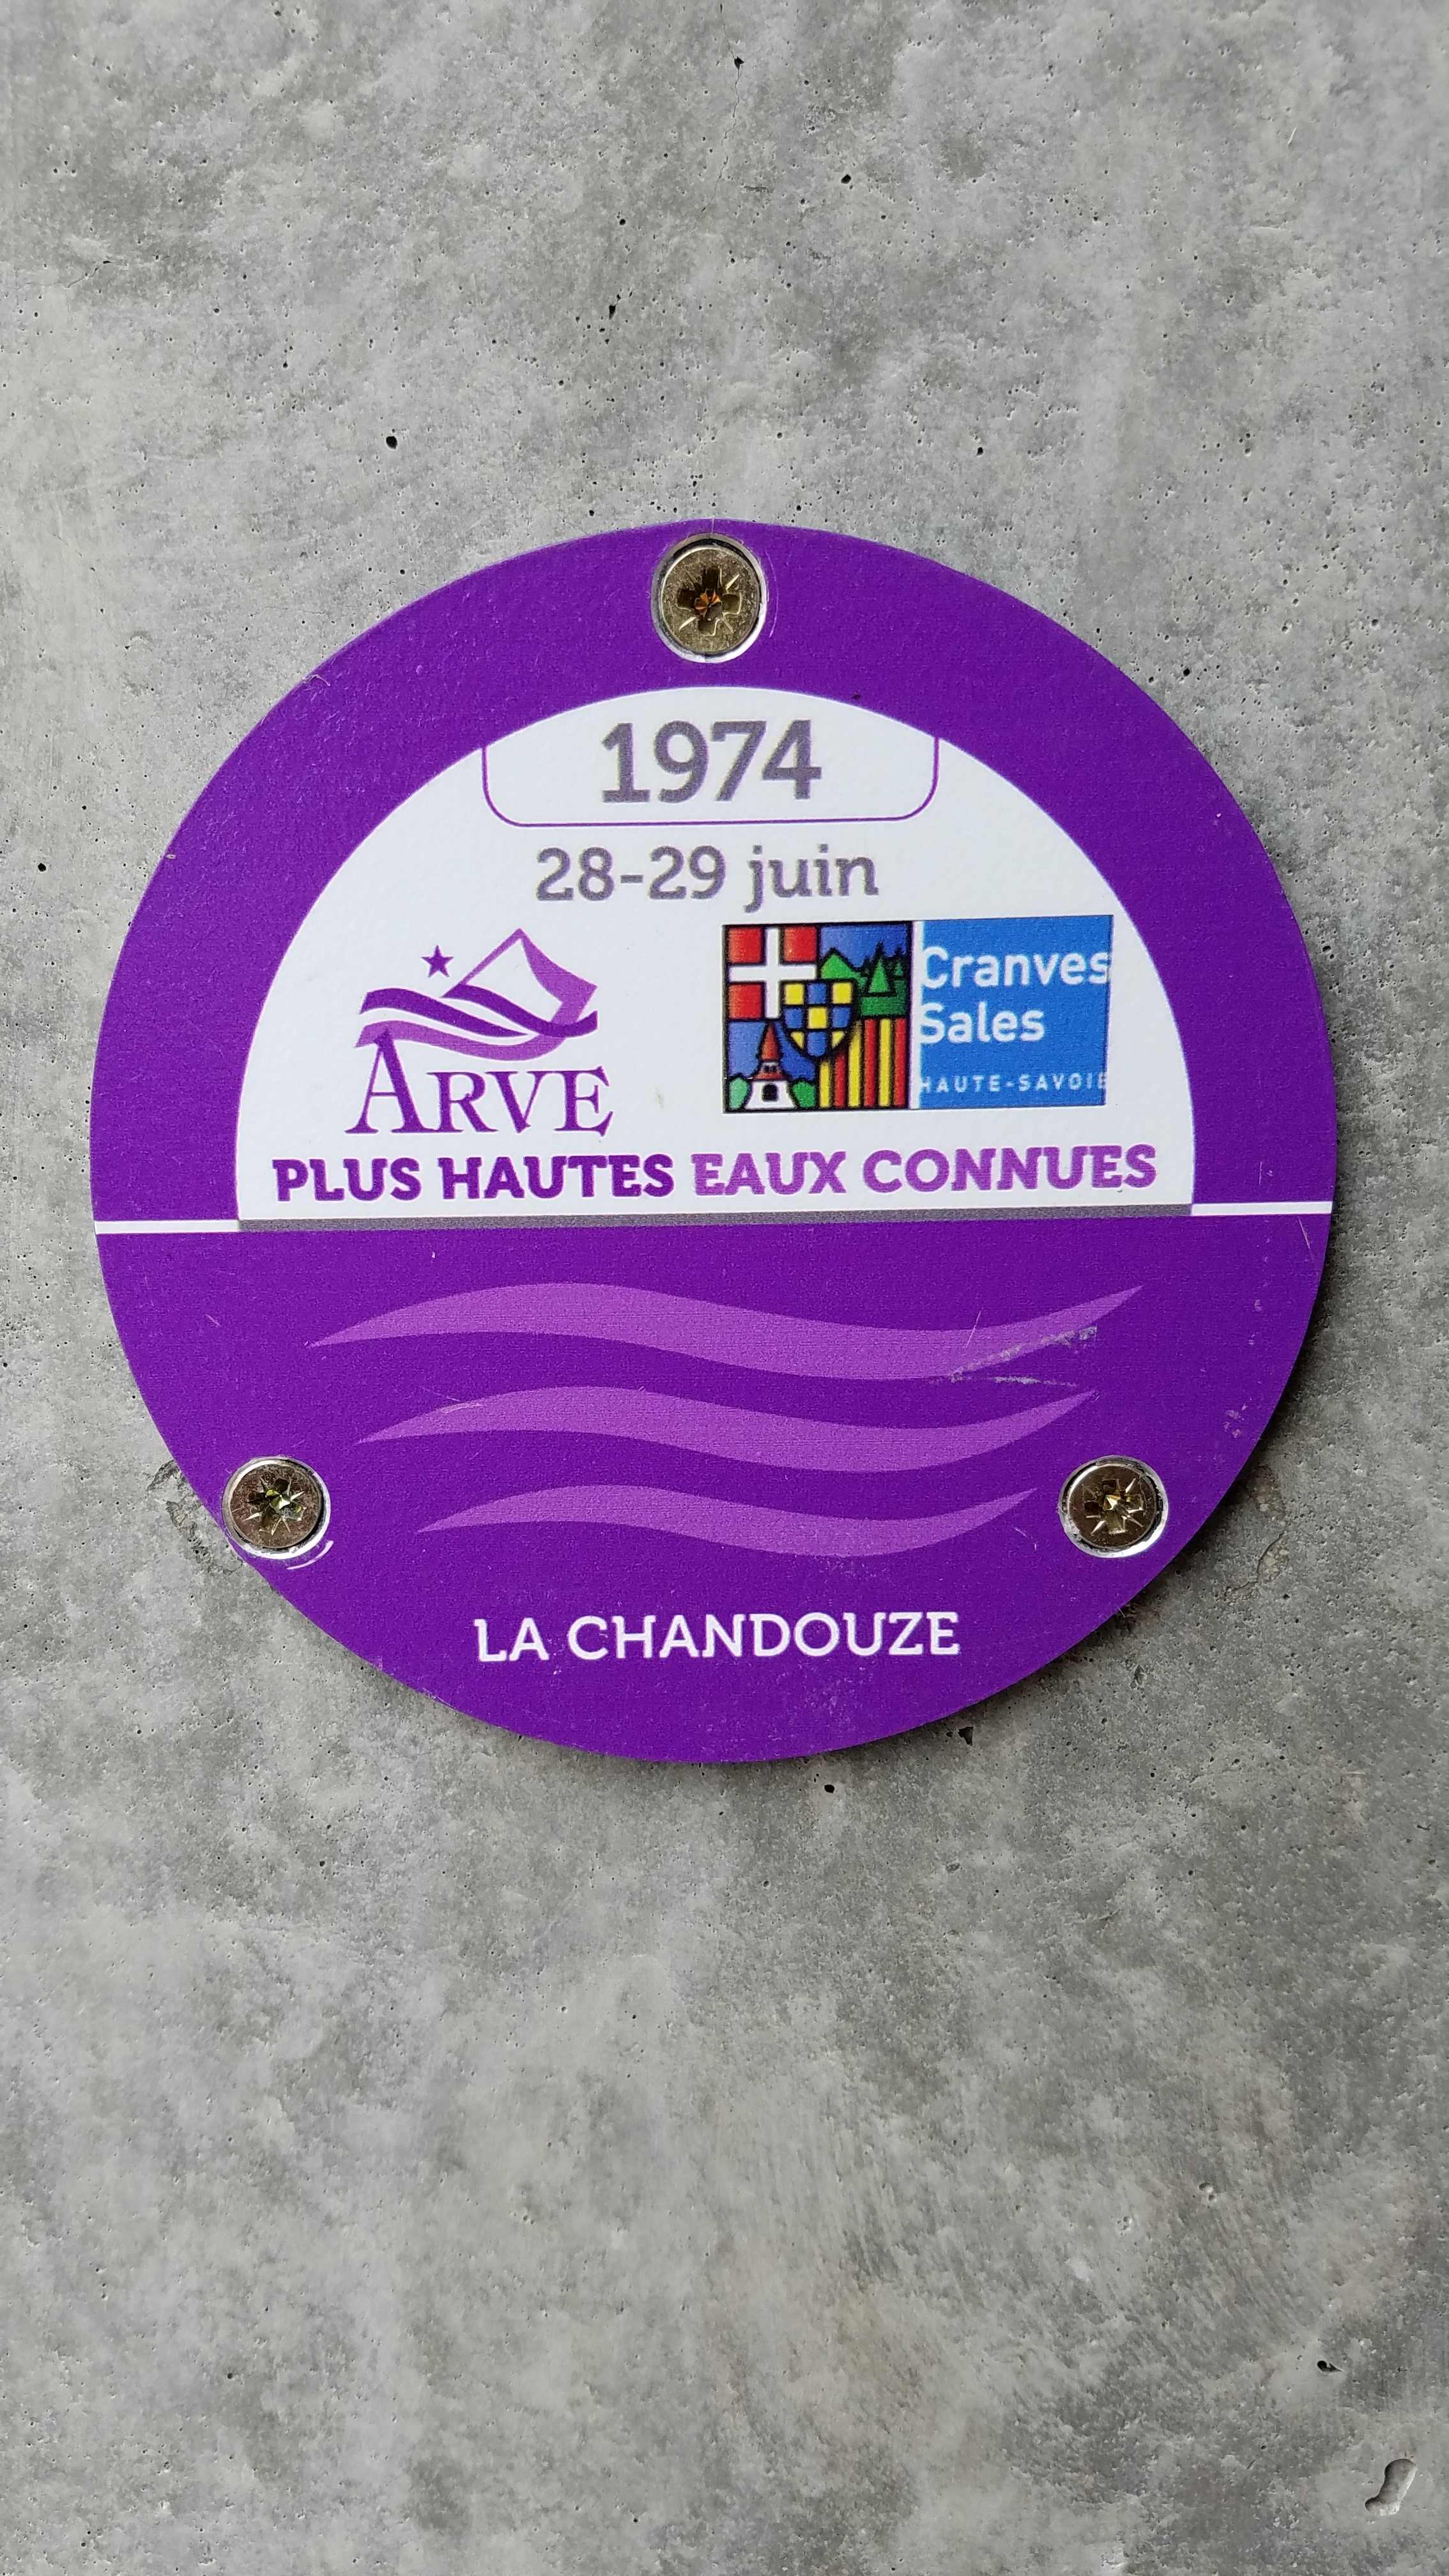 1974
28-29 juin
ARVE
Cranves
Sales
HAUTE-SAVOIE
PLUS HAUTES EAUX CONNUES
LA CHANDOUZE